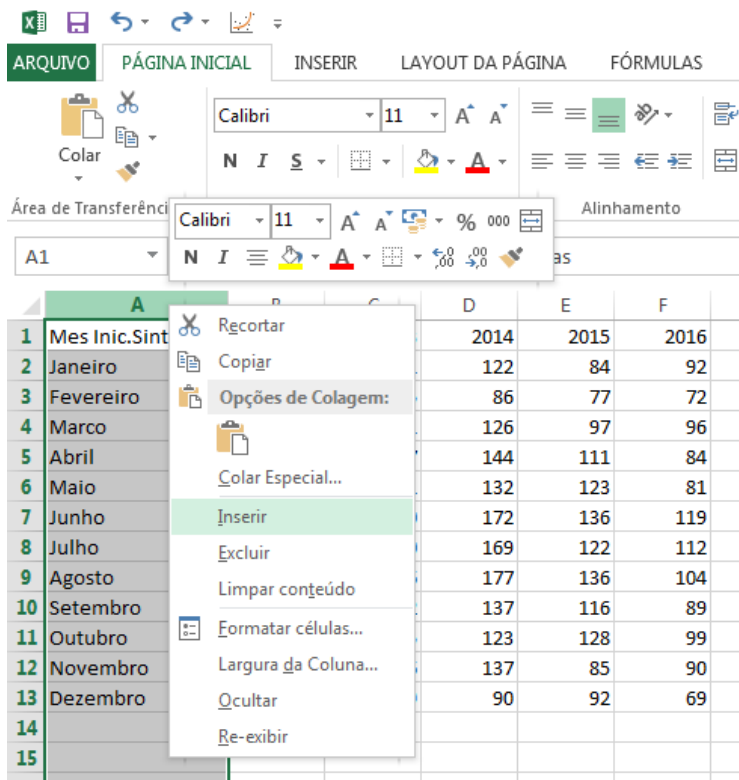 ARQUIVO PÁGINA INICIAL INSERIR LAYOUT DA PÁGINA FÓRMULAS
Colar
Calibri 11
N I S
Área de Transferênci
Alinhamento
Calibri 11 % 000
N I
A1
as
A D E F
1 Mes Inic.Sint 2014 2015 2016
2 Janeiro 122 84 92
3 Fevereiro 86 77 72
4 Marco 126 97 96
5 Abril 144 111 84
6 Maio 132 123 81
7 Junho 172 136 119
8 Julho 169 122 112
9 Agosto 177 136 104
10 Setembro 137 116 89
11 Outubro 123 128 99
12 Novembro 137 85 90
13 Dezembro 90 92 69
14
15
Recortar
Copiar
Opções de Colagem:
Colar Especial...
Inserir
Excluir
Limpar conteúdo
Formatar células...
Largura da Coluna...
Ocultar
Re-exibir